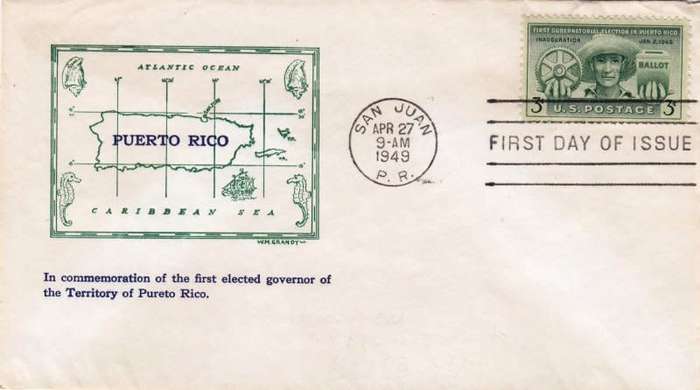 FIRST GUBERNATORIAL ELECTION IN PUERTO RICO
INAUGURATION JAN. 2, 1949
BALLOT
3¢ U.S. POSTAGE 3¢
ATLANTIC OCEAN
PUERTO RICO
CARIBBEAN SEA
WM. GRANDY
SAN JUAN
APR 27
9-AM
1949
P. R.
FIRST DAY OF ISSUE
In commemoration of the first elected governor of
the Territory of Pureto Rico.